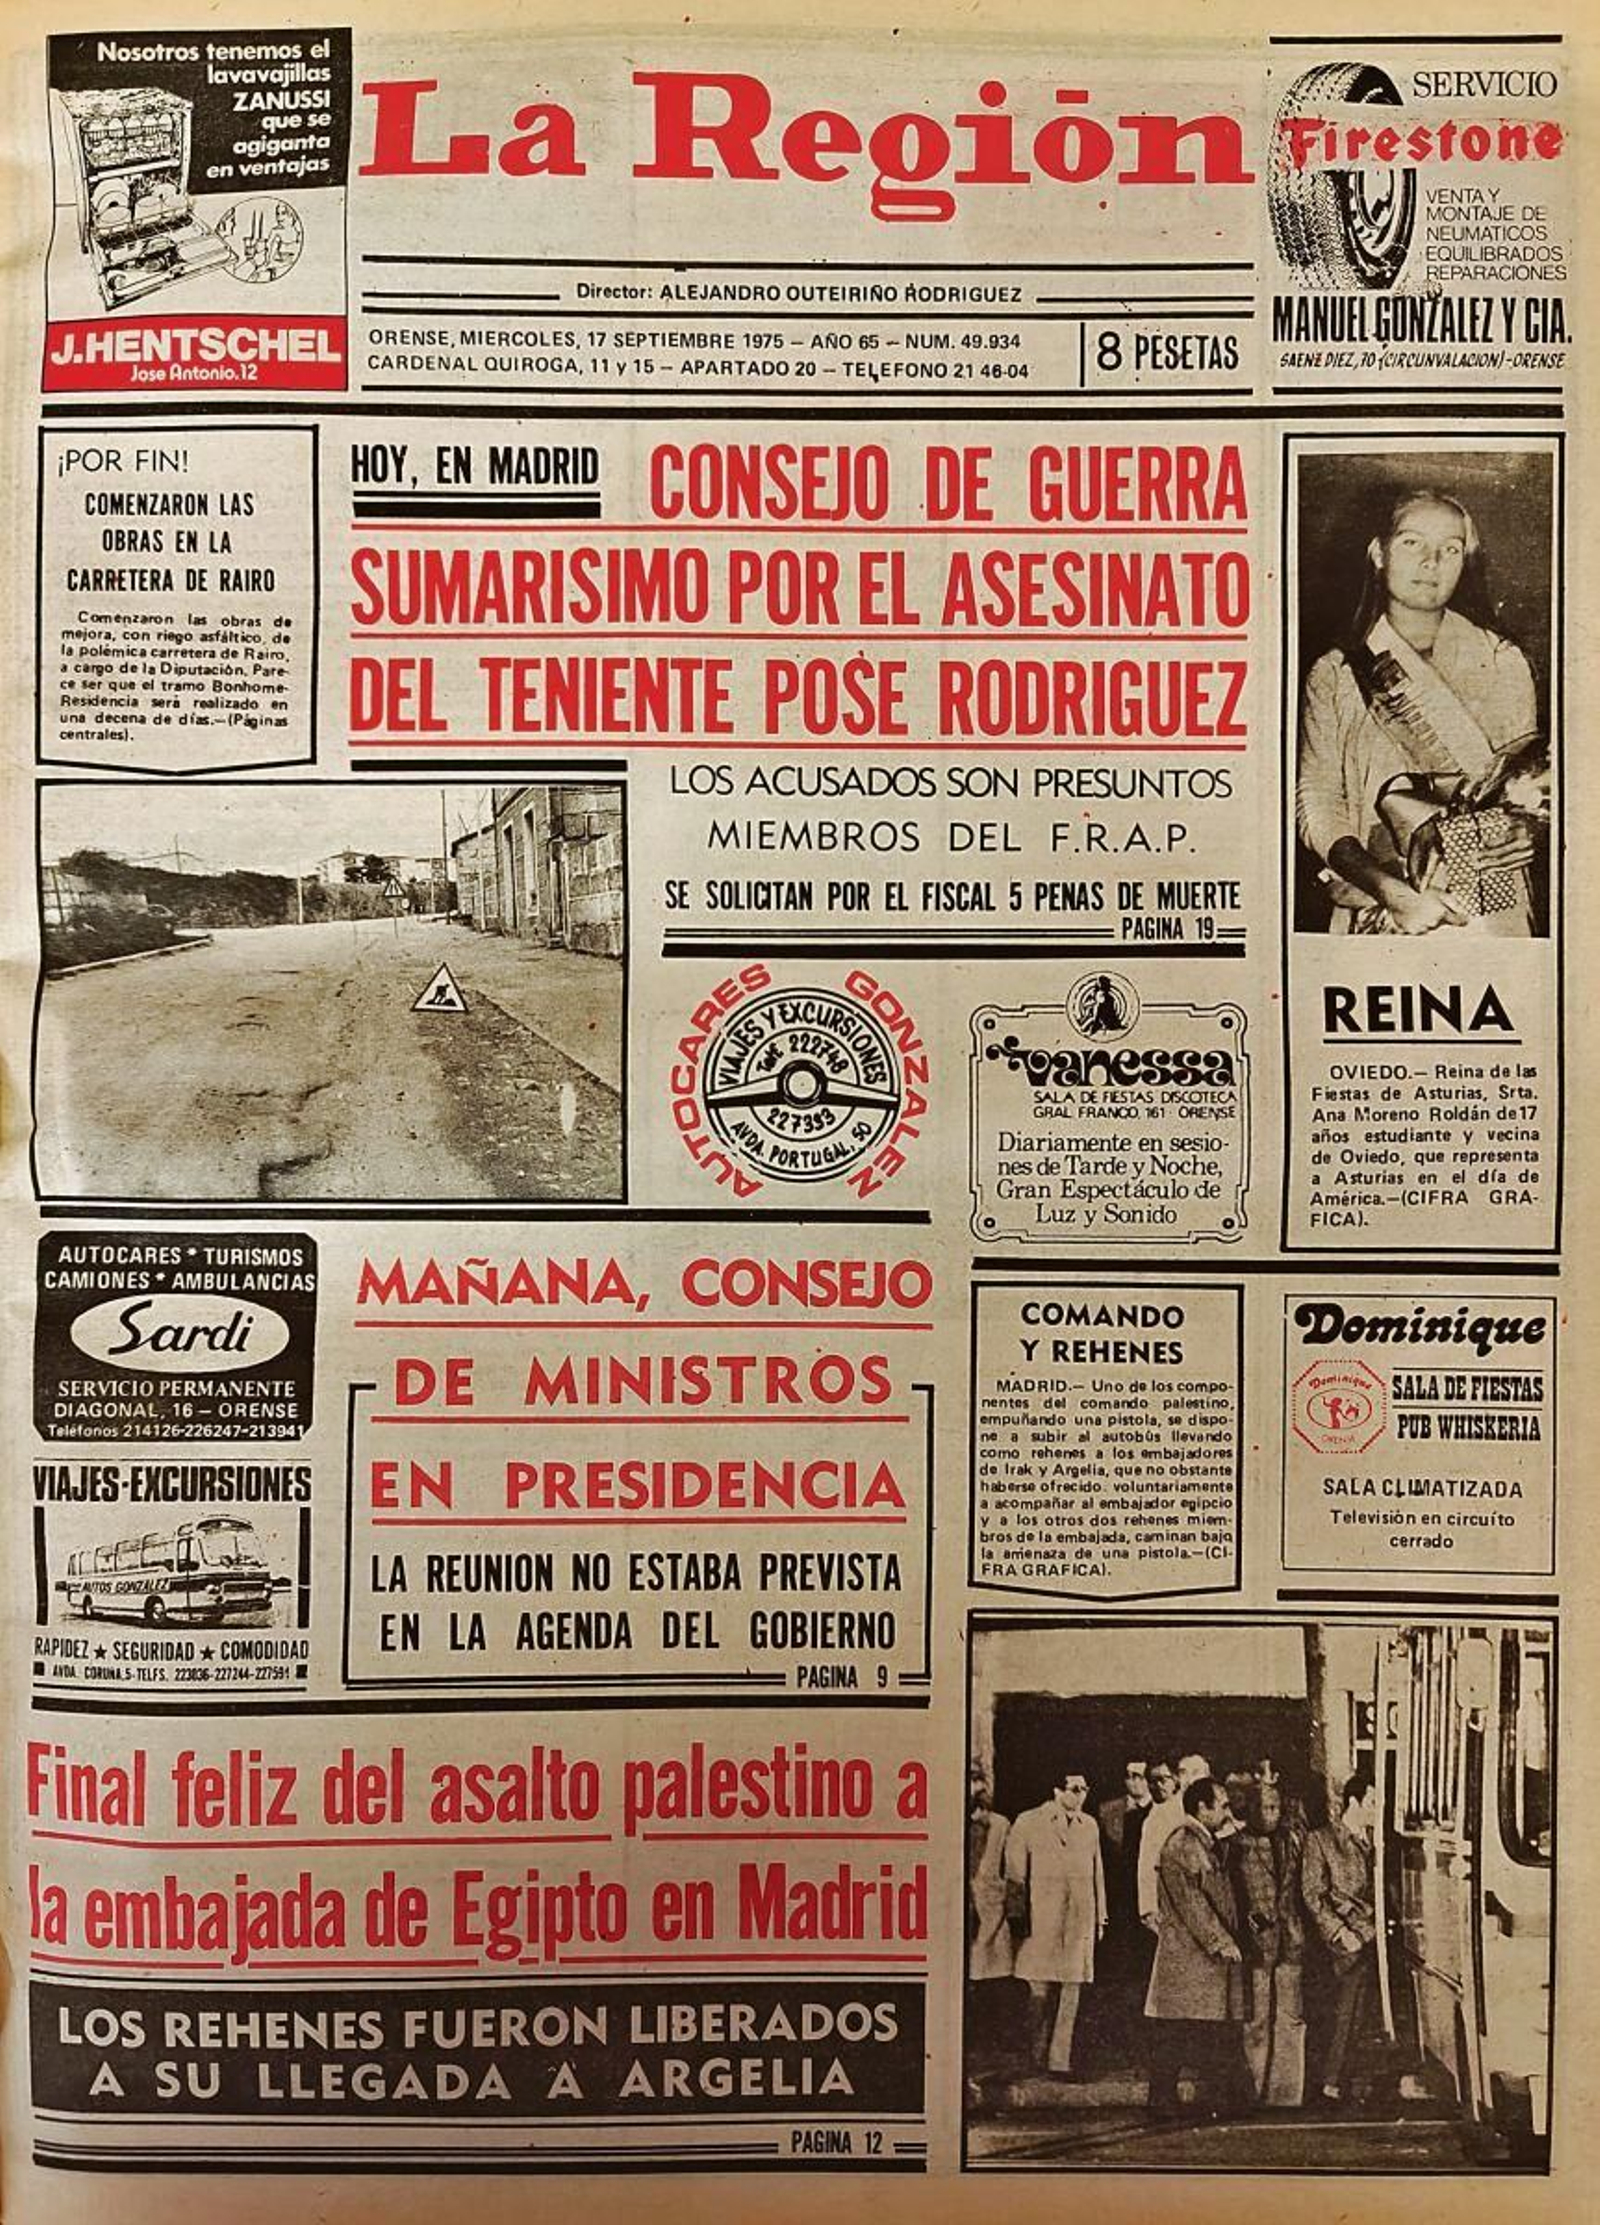 Nosotros tenemos el
lavavajillas
ZANUSSI
que se
agiganta
en ventajas
J.HENTSCHEL
Jose Antonio.12
La Región
SERVICIO
Firestone
VENTA Y
MONTAJE DE
NEUMATICOS
EQUILIBRADOS
REPARACIONES
MANUEL GONZALEZ Y CIA.
SAENZ DIEZ, 70 (CIRCUNVALACION)-ORENSE
Director: ALEJANDRO OUTEIRIÑO RODRIGUEZ
ORENSE, MIERCOLES, 17 SEPTIEMBRE 1975 — AÑO 65 — NUM. 49.934
CARDENAL QUIROGA, 11 y 15 — APARTADO 20 — TELEFONO 21 46-04
8 PESETAS
¡POR FIN!
COMENZARON LAS
OBRAS EN LA
CARRETERA DE RAIRO
Comenzaron las obras de
mejora, con riego asfáltico, de
la polémica carretera de Rairo,
a cargo de la Diputación. Pare-
ce ser que el tramo Bonhome-
Residencia será realizado en
una decena de días.—(Páginas
centrales).
HOY, EN MADRID
CONSEJO DE GUERRA
SUMARISIMO POR EL ASESINATO
DEL TENIENTE POSE RODRIGUEZ
LOS ACUSADOS SON PRESUNTOS
MIEMBROS DEL F.R.A.P.
SE SOLICITAN POR EL FISCAL 5 PENAS DE MUERTE
PAGINA 19
AUTOCARES GONZALEZ
VIAJES Y EXCURSIONES
Telf. 222748
227393
AVDA. PORTUGAL, 50
Vanessa
SALA DE FIESTAS DISCOTECA
GRAL FRANCO, 161 · ORENSE
Diariamente en sesio-
nes de Tarde y Noche,
Gran Espectáculo de
Luz y Sonido
REINA
OVIEDO.— Reina de las
Fiestas de Asturias, Srta.
Ana Moreno Roldán de 17
años estudiante y vecina
de Oviedo, que representa
a Asturias en el día de
América.—(CIFRA GRA-
FICA).
AUTOCARES * TURISMOS
CAMIONES * AMBULANCIAS
Sardi
SERVICIO PERMANENTE
DIAGONAL, 16 — ORENSE
Teléfonos 214126-226247-213941
VIAJES-EXCURSIONES
AUTOS GONZALEZ
RAPIDEZ ★ SEGURIDAD ★ COMODIDAD
AVDA. CORUÑA, 5-TELFS. 223036-227244-227591
MAÑANA, CONSEJO
DE MINISTROS
EN PRESIDENCIA
LA REUNION NO ESTABA PREVISTA
EN LA AGENDA DEL GOBIERNO
PAGINA 9
COMANDO
Y REHENES
MADRID.— Uno de los compo-
nentes del comando palestino,
empuñando una pistola, se dispo-
ne a subir al autobús llevando
como rehenes a los embajadores
de Irak y Argelia, que no obstante
haberse ofrecido. voluntariamente
a acompañar al embajador egipcio
y a los otros dos rehenes miem-
bros de la embajada, caminan bajo
la amenaza de una pistola.—(CI-
FRA GRAFICA).
Dominique
Dominique
ORENSE
SALA DE FIESTAS
PUB WHISKERIA
SALA CLIMATIZADA
Televisión en circuíto
cerrado
Final feliz del asalto palestino a
la embajada de Egipto en Madrid
LOS REHENES FUERON LIBERADOS
A SU LLEGADA A ARGELIA
PAGINA 12